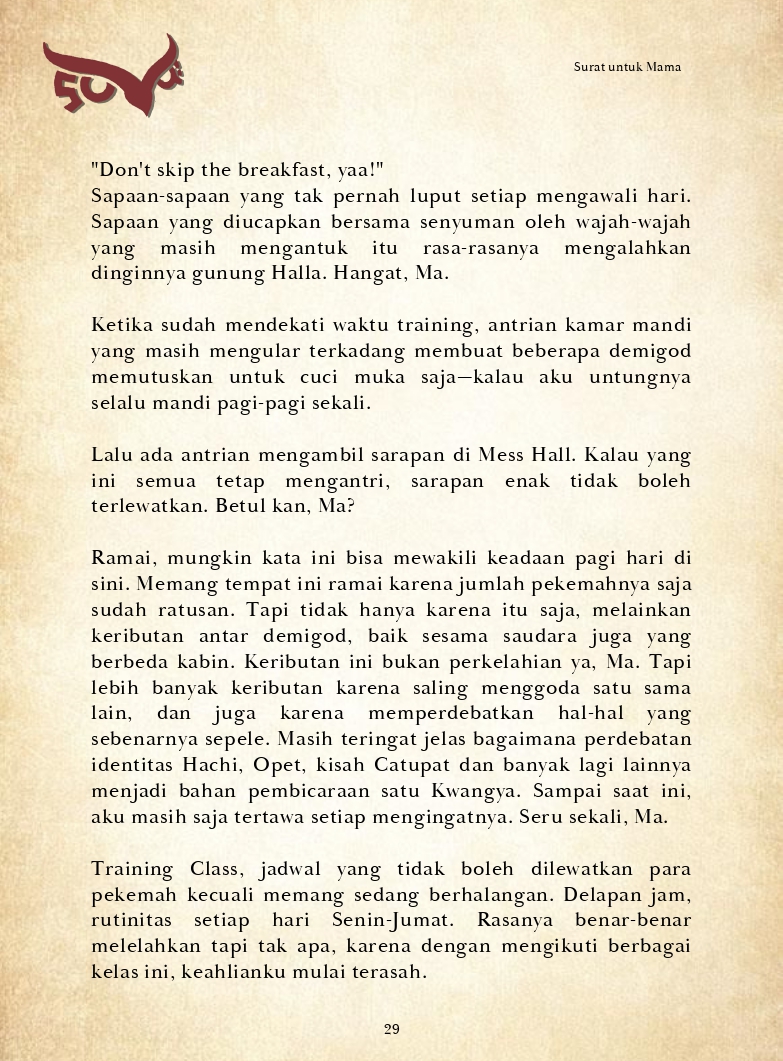 Surat untuk Mama
"Don't skip the breakfast, yaa!"
Sapaan-sapaan yang tak pernah luput setiap mengawali hari.
Sapaan yang diucapkan bersama senyuman oleh wajah-wajah
yang masih mengantuk itu rasa-rasanya mengalahkan
dinginnya gunung Halla. Hangat, Ma.
Ketika sudah mendekati waktu training, antrian kamar mandi
yang masih mengular terkadang membuat beberapa demigod
memutuskan untuk cuci muka saja—kalau aku untungnya
selalu mandi pagi-pagi sekali.
Lalu ada antrian mengambil sarapan di Mess Hall. Kalau yang
ini semua tetap mengantri, sarapan enak tidak boleh
terlewatkan. Betul kan, Ma?
Ramai, mungkin kata ini bisa mewakili keadaan pagi hari di
sini. Memang tempat ini ramai karena jumlah pekemahnya saja
sudah ratusan. Tapi tidak hanya karena itu saja, melainkan
keributan antar demigod, baik sesama saudara juga yang
berbeda kabin. Keributan ini bukan perkelahian ya, Ma. Tapi
lebih banyak keributan karena saling menggoda satu sama
lain, dan juga karena memperdebatkan hal-hal yang
sebenarnya sepele. Masih teringat jelas bagaimana perdebatan
identitas Hachi, Opet, kisah Catupat dan banyak lagi lainnya
menjadi bahan pembicaraan satu Kwangya. Sampai saat ini,
aku masih saja tertawa setiap mengingatnya. Seru sekali, Ma.
Training Class, jadwal yang tidak boleh dilewatkan para
pekemah kecuali memang sedang berhalangan. Delapan jam,
rutinitas setiap hari Senin-Jumat. Rasanya benar-benar
melelahkan tapi tak apa, karena dengan mengikuti berbagai
kelas ini, keahlianku mulai terasah.
29